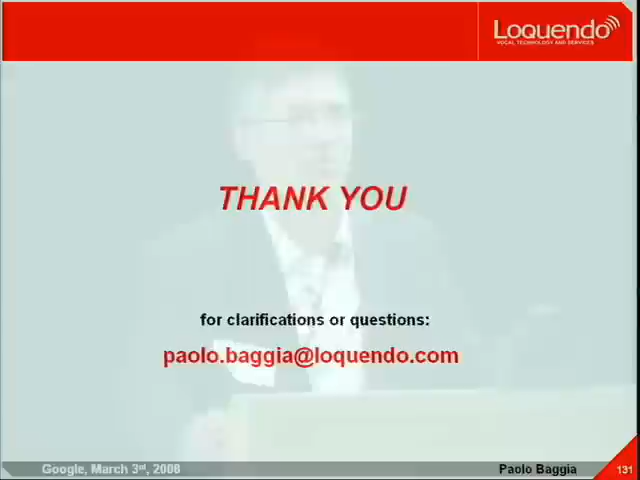 Loquendo
VOCAL TECHNOLOGY AND SERVICES
THANK YOU
for clarifications or questions:
paolo.baggia@loquendo.com
Google, March 3rd, 2008
Paolo Baggia
131